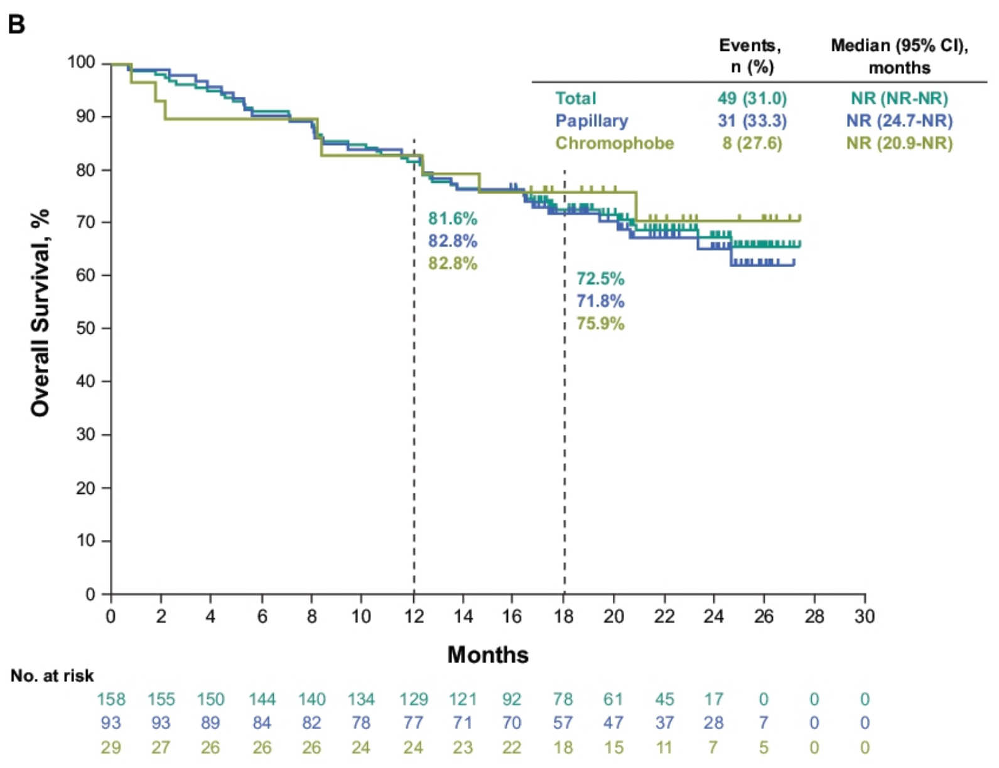 B
Events, n (%) Median (95% CI), months
Total 49 (31.0) NR (NR-NR)
Papillary 31 (33.3) NR (24.7-NR)
Chromophobe 8 (27.6) NR (20.9-NR)
Overall Survival, %
100
90
80
70
60
50
40
30
20
10
0
81.6%
82.8%
82.8%
72.5%
71.8%
75.9%
0 2 4 6 8 10 12 14 16 18 20 22 24 26 28 30
Months
No. at risk
158 155 150 144 140 134 129 121 92 78 61 45 17 0 0 0
93 93 89 84 82 78 77 71 70 57 47 37 28 7 0 0
29 27 26 26 26 24 24 23 22 18 15 11 7 5 0 0